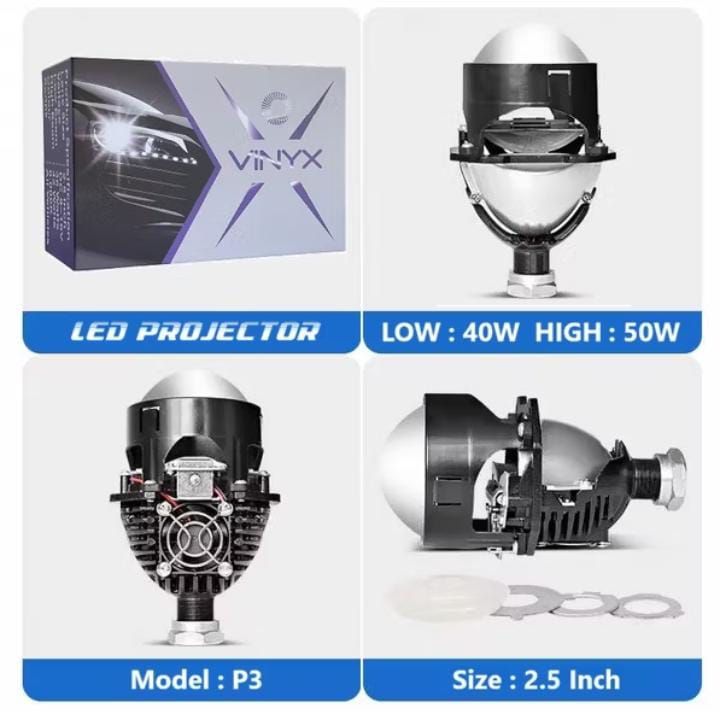 VINYX
LED PROJECTOR
LOW : 40W HIGH : 50W
Model : P3
Size : 2.5 Inch